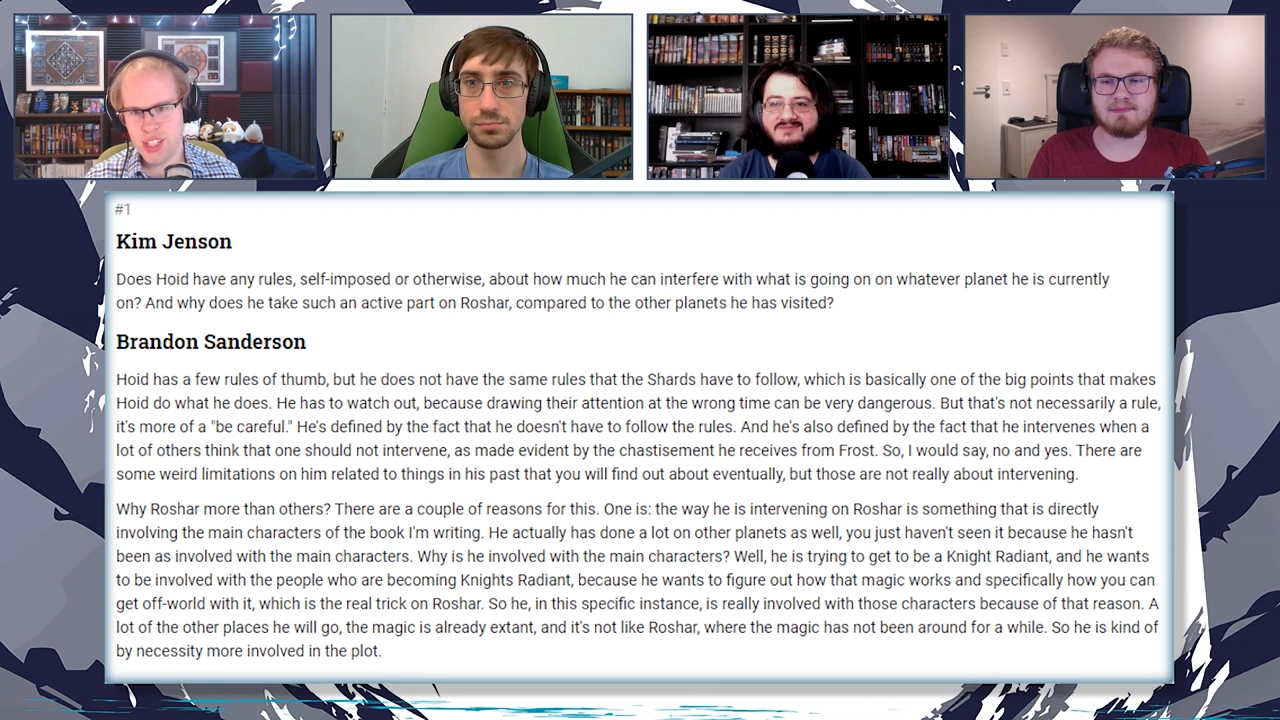 #1
Kim Jenson
Does Hoid have any rules, self-imposed or otherwise, about how much he can interfere with what is going on on whatever planet he is currently
on? And why does he take such an active part on Roshar, compared to the other planets he has visited?
Brandon Sanderson
Hoid has a few rules of thumb, but he does not have the same rules that the Shards have to follow, which is basically one of the big points that makes
Hoid do what he does. He has to watch out, because drawing their attention at the wrong time can be very dangerous. But that's not necessarily a rule,
it's more of a "be careful." He's defined by the fact that he doesn't have to follow the rules. And he's also defined by the fact that he intervenes when a
lot of others think that one should not intervene, as made evident by the chastisement he receives from Frost. So, I would say, no and yes. There are
some weird limitations on him related to things in his past that you will find out about eventually, but those are not really about intervening.
Why Roshar more than others? There are a couple of reasons for this. One is: the way he is intervening on Roshar is something that is directly
involving the main characters of the book I'm writing. He actually has done a lot on other planets as well, you just haven't seen it because he hasn't
been as involved with the main characters. Why is he involved with the main characters? Well, he is trying to get to be a Knight Radiant, and he wants
to be involved with the people who are becoming Knights Radiant, because he wants to figure out how that magic works and specifically how you can
get off-world with it, which is the real trick on Roshar. So he, in this specific instance, is really involved with those characters because of that reason. A
lot of the other places he will go, the magic is already extant, and it's not like Roshar, where the magic has not been around for a while. So he is kind of
by necessity more involved in the plot.